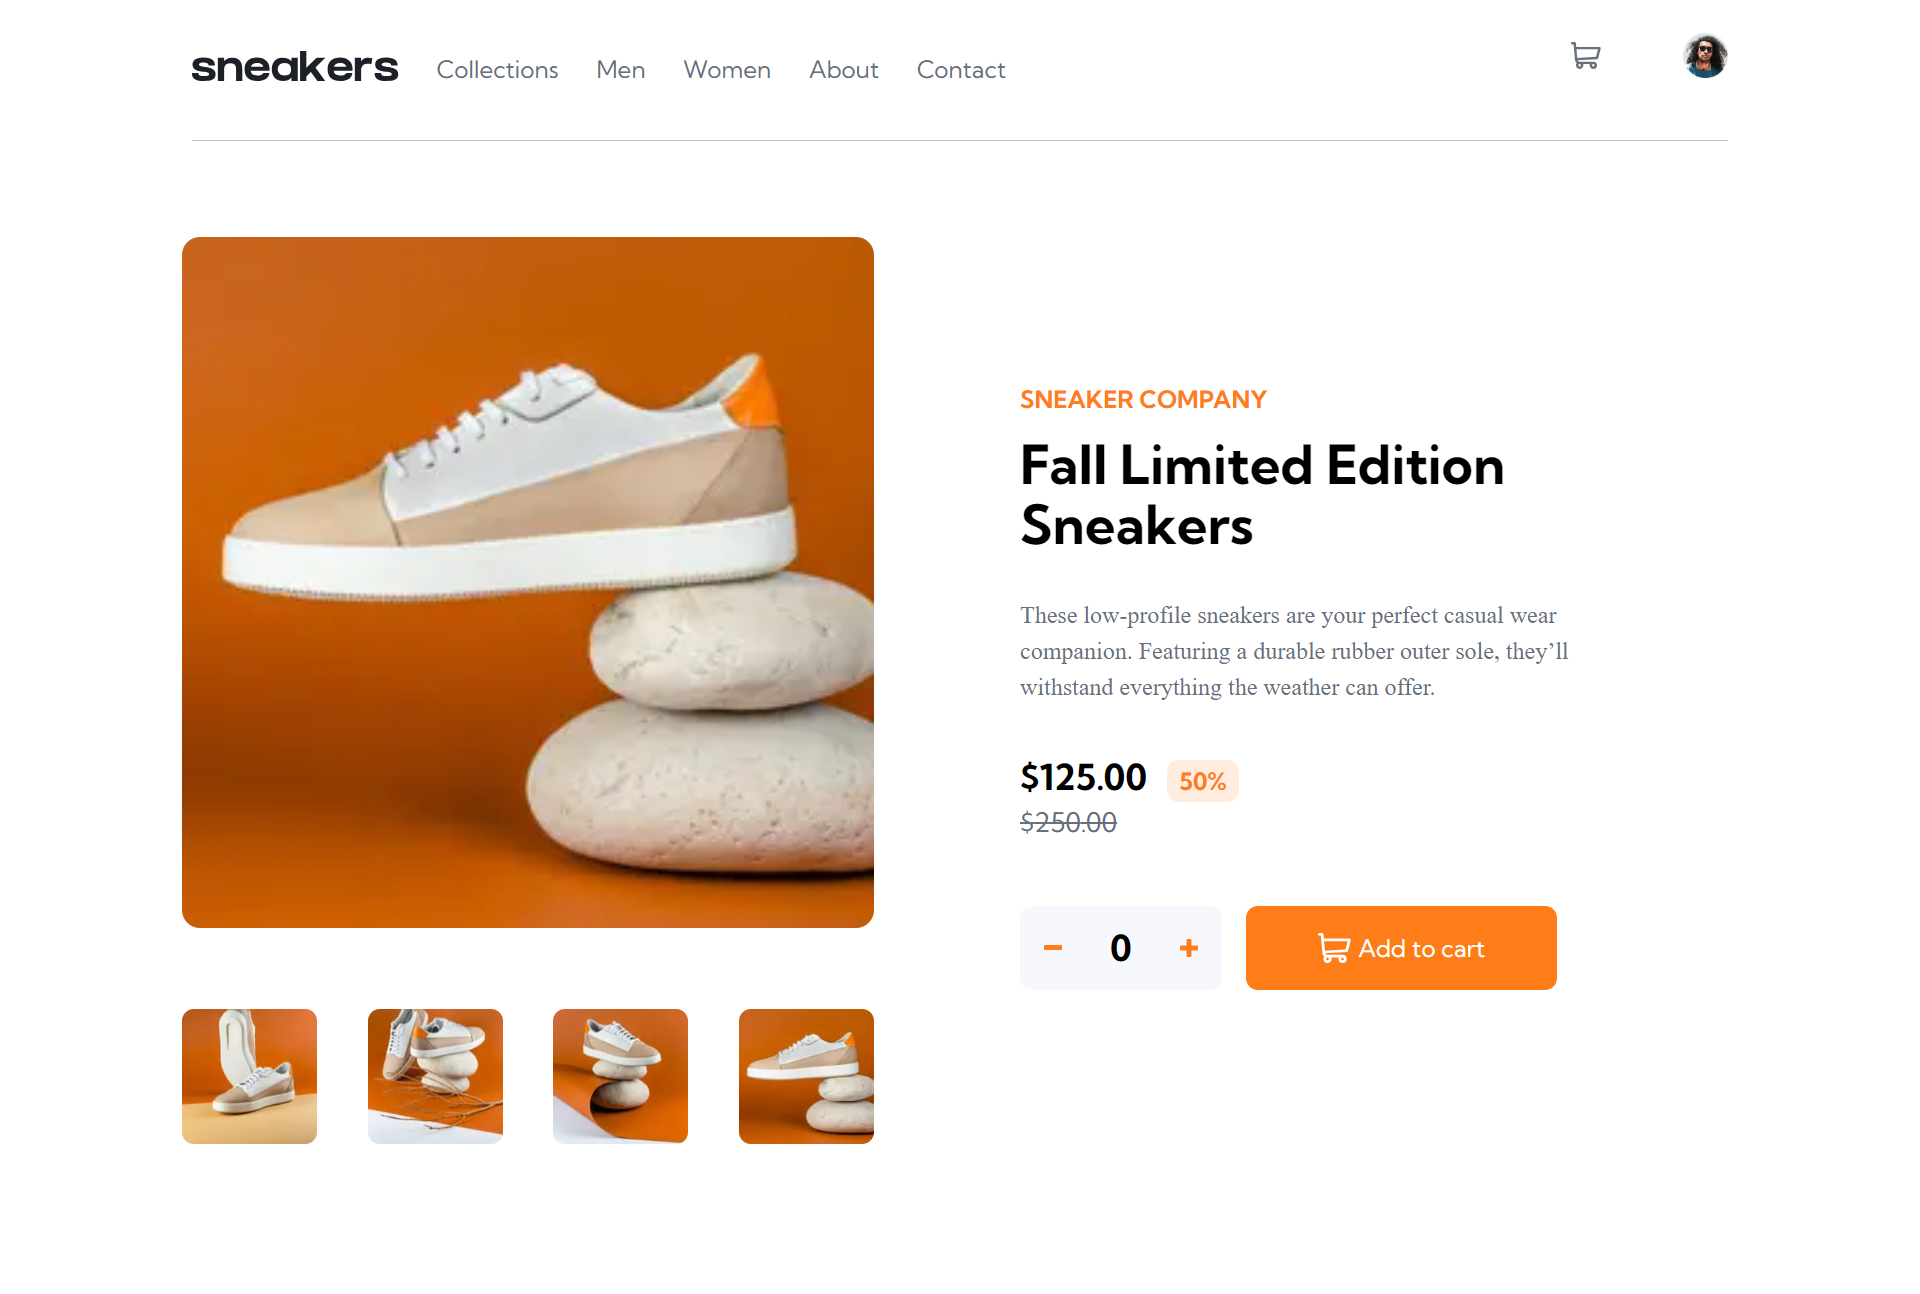 sneakers Collections Men Women About Contact
SNEAKER COMPANY
Fall Limited Edition
Sneakers
These low-profile sneakers are your perfect casual wear
companion. Featuring a durable rubber outer sole, they’ll
withstand everything the weather can offer.
$125.00 50%
$250.00
0 Add to cart